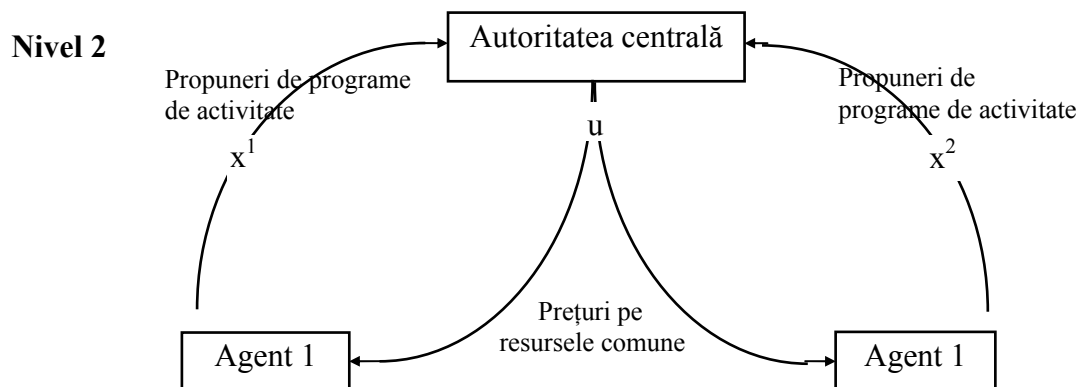 Nivel 2
Autoritatea centrală
Propuneri de programe
de activitate
Propuneri de
programe de activitate
u
x¹
x²
Prețuri pe
resursele comune
Agent 1
Agent 1